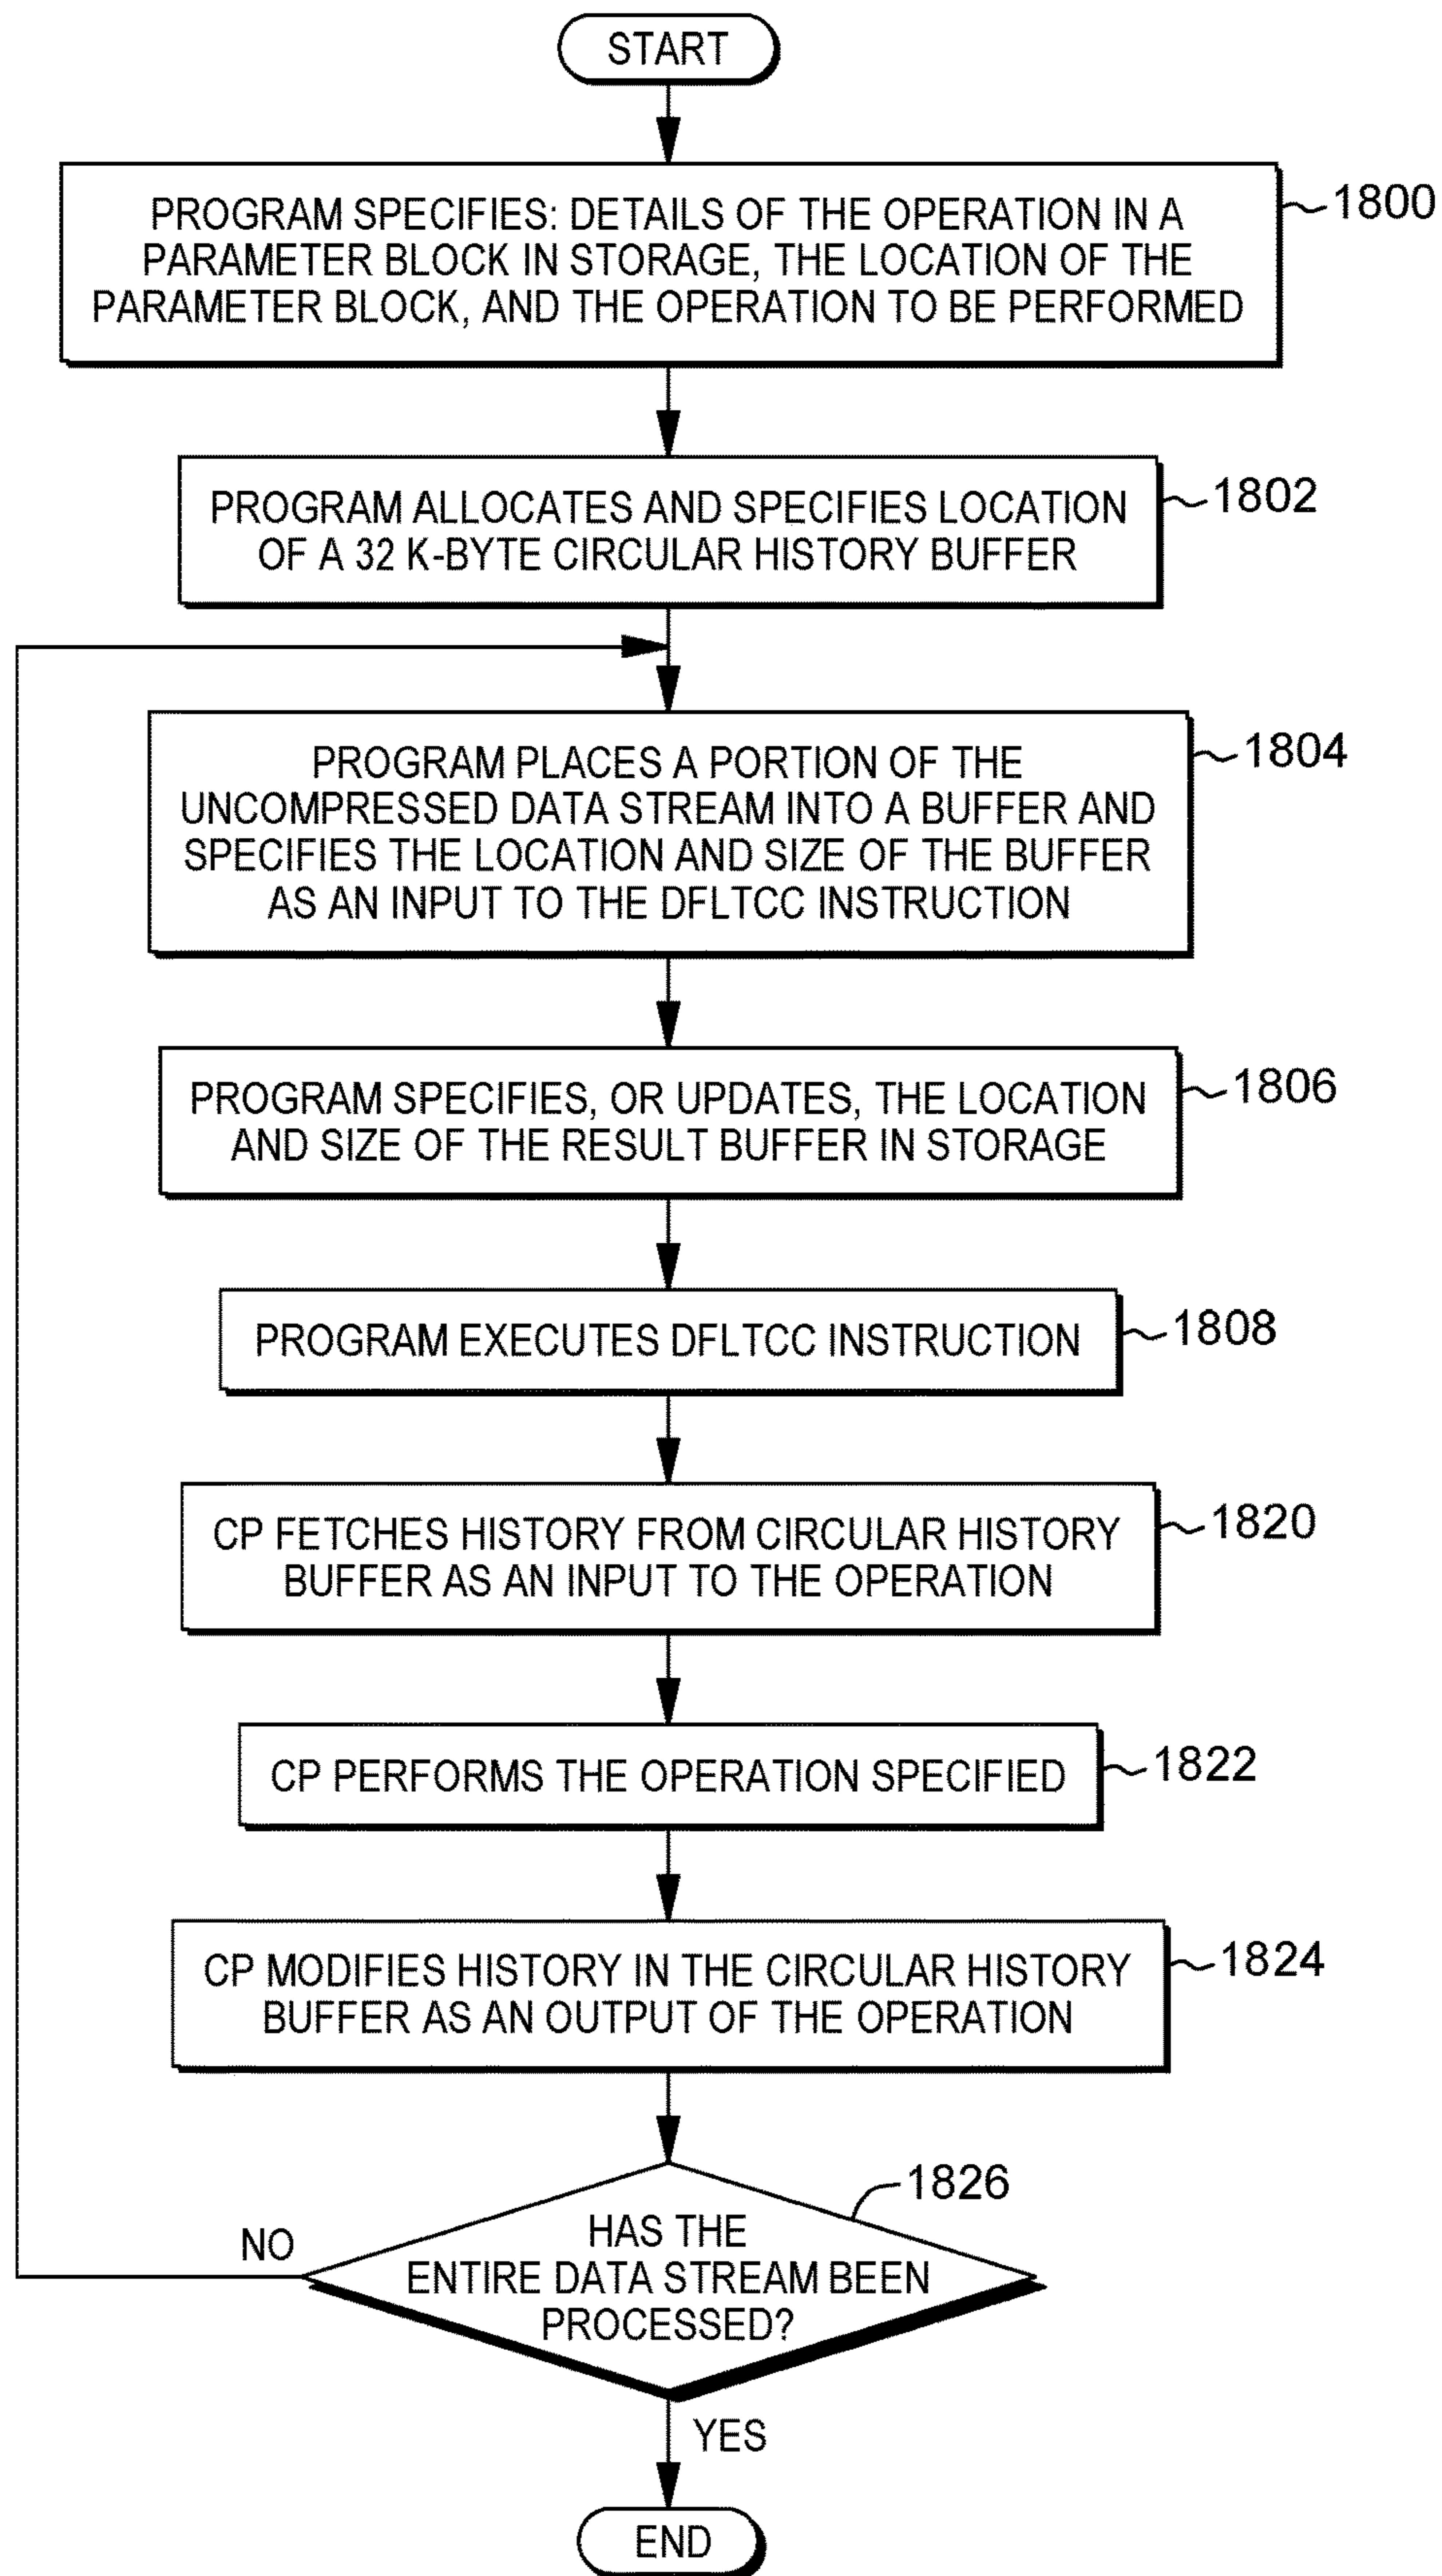 START
PROGRAM SPECIFIES: DETAILS OF THE OPERATION IN A
PARAMETER BLOCK IN STORAGE, THE LOCATION OF THE
PARAMETER BLOCK, AND THE OPERATION TO BE PERFORMED
1800
PROGRAM ALLOCATES AND SPECIFIES LOCATION
OF A 32 K-BYTE CIRCULAR HISTORY BUFFER
1802
PROGRAM PLACES A PORTION OF THE
UNCOMPRESSED DATA STREAM INTO A BUFFER AND
SPECIFIES THE LOCATION AND SIZE OF THE BUFFER
AS AN INPUT TO THE DFLTCC INSTRUCTION
1804
PROGRAM SPECIFIES, OR UPDATES, THE LOCATION
AND SIZE OF THE RESULT BUFFER IN STORAGE
1806
PROGRAM EXECUTES DFLTCC INSTRUCTION
1808
CP FETCHES HISTORY FROM CIRCULAR HISTORY
BUFFER AS AN INPUT TO THE OPERATION
1820
CP PERFORMS THE OPERATION SPECIFIED
1822
CP MODIFIES HISTORY IN THE CIRCULAR HISTORY
BUFFER AS AN OUTPUT OF THE OPERATION
1824
HAS THE
ENTIRE DATA STREAM BEEN
PROCESSED?
1826
NO
YES
END